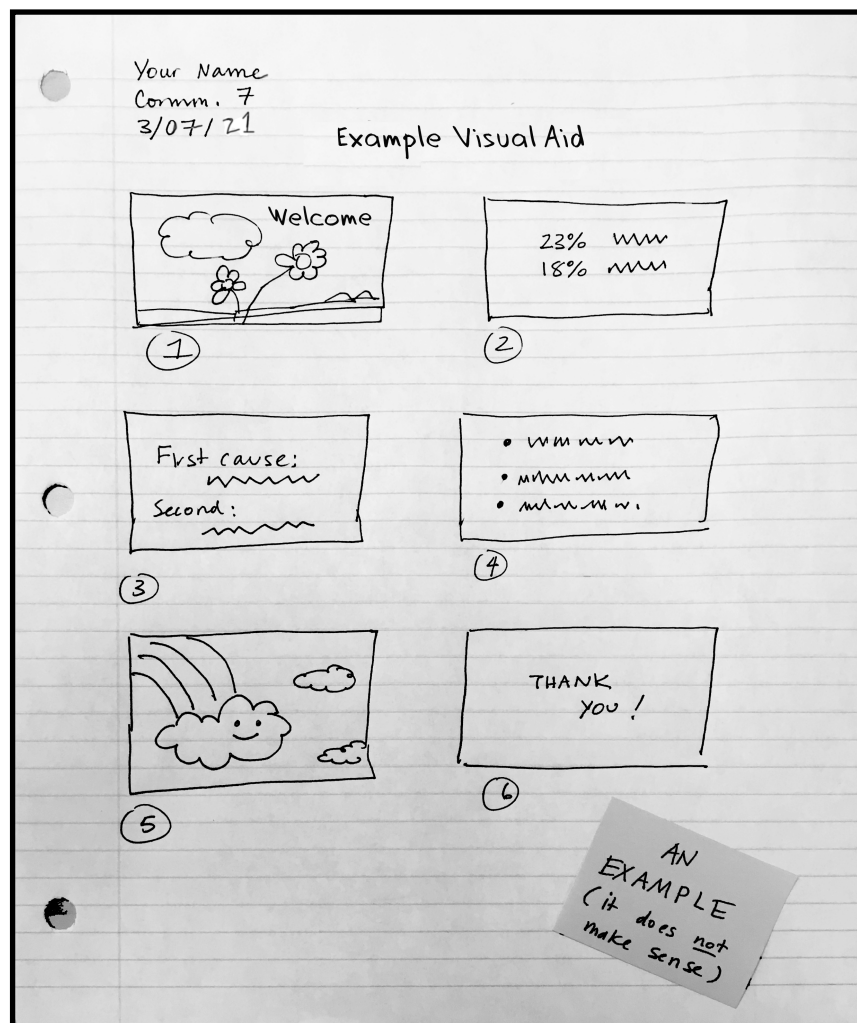 Your Name
Comm. 7
3/07/21
Example Visual Aid
Welcome
1
23%
18%
2
First cause:
Second:
3
4
5
THANK
YOU!
6
AN
EXAMPLE
(it does not
make sense)